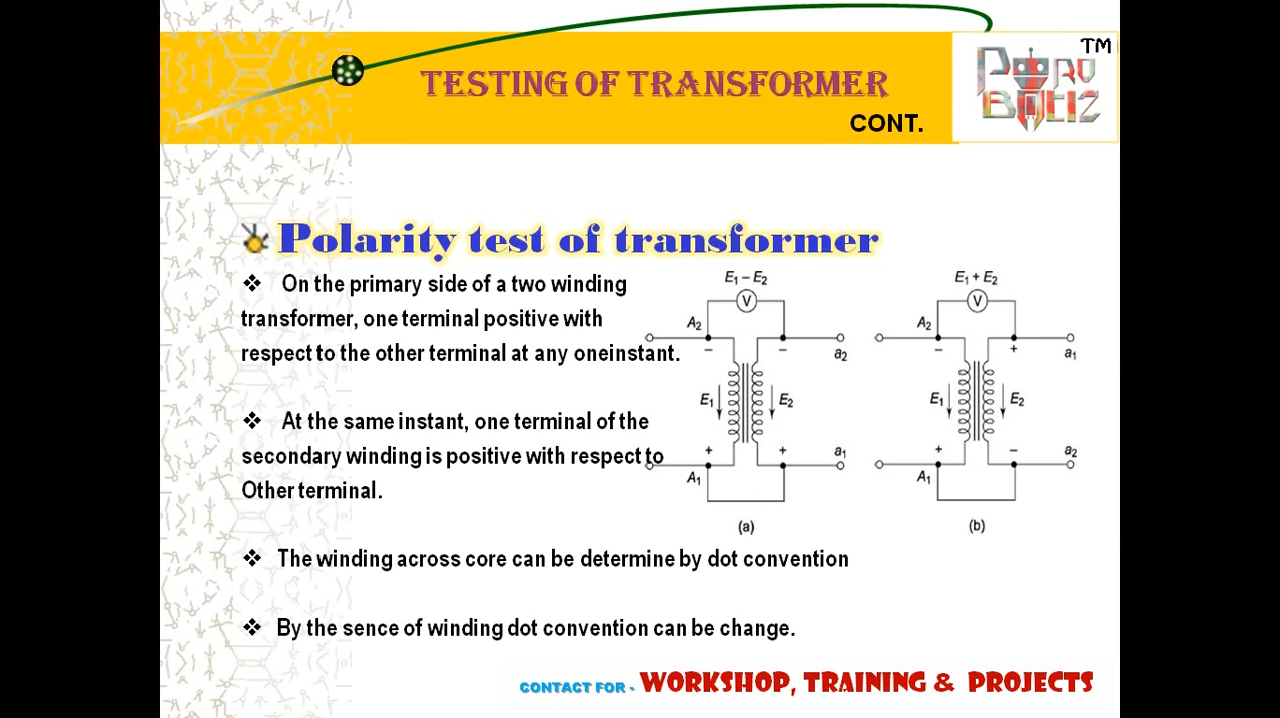 TESTING OF TRANSFORMER
CONT.
TM
PORO
BOTIZ
Polarity test of transformer
❖ On the primary side of a two winding
transformer, one terminal positive with
respect to the other terminal at any oneinstant.
❖ At the same instant, one terminal of the
secondary winding is positive with respect to
Other terminal.
❖ The winding across core can be determine by dot convention
❖ By the sence of winding dot convention can be change.
E1 – E2
V
A2
– –
a2
E1 E2
+ +
a1
A1
(a)
E1 + E2
V
A2
– +
a1
E1 E2
+ –
a2
A1
(b)
CONTACT FOR - WORKSHOP, TRAINING & PROJECTS